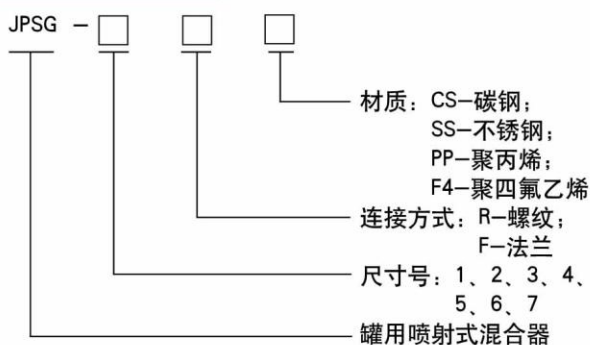 JPSG - □ □ □
材质：CS-碳钢；
SS-不锈钢；
PP-聚丙烯；
F4-聚四氟乙烯
连接方式：R-螺纹；
F-法兰
尺寸号：1、2、3、4、
5、6、7
罐用喷射式混合器